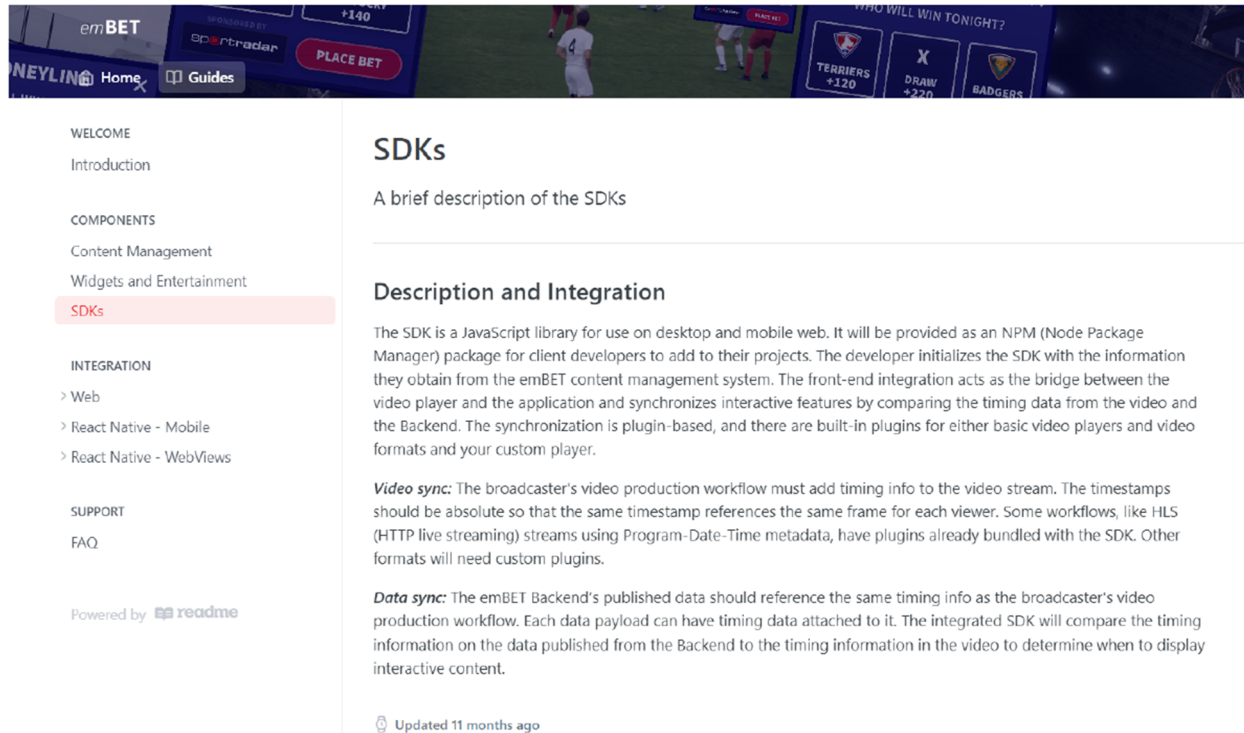 emBET
+140
SPONSORED BY
sportradar
PLACE BET
PLACE BET
WHO WILL WIN TONIGHT?
TERRIERS
+120
X
DRAW
+220
BADGERS
Home
Guides
WELCOME
Introduction
COMPONENTS
Content Management
Widgets and Entertainment
SDKs
INTEGRATION
Web
React Native - Mobile
React Native - WebViews
SUPPORT
FAQ
Powered by readme
SDKs
A brief description of the SDKs
Description and Integration
The SDK is a JavaScript library for use on desktop and mobile web. It will be provided as an NPM (Node Package
Manager) package for client developers to add to their projects. The developer initializes the SDK with the information
they obtain from the emBET content management system. The front-end integration acts as the bridge between the
video player and the application and synchronizes interactive features by comparing the timing data from the video and
the Backend. The synchronization is plugin-based, and there are built-in plugins for either basic video players and video
formats and your custom player.
Video sync: The broadcaster's video production workflow must add timing info to the video stream. The timestamps
should be absolute so that the same timestamp references the same frame for each viewer. Some workflows, like HLS
(HTTP live streaming) streams using Program-Date-Time metadata, have plugins already bundled with the SDK. Other
formats will need custom plugins.
Data sync: The emBET Backend's published data should reference the same timing info as the broadcaster's video
production workflow. Each data payload can have timing data attached to it. The integrated SDK will compare the timing
information on the data published from the Backend to the timing information in the video to determine when to display
interactive content.
Updated 11 months ago